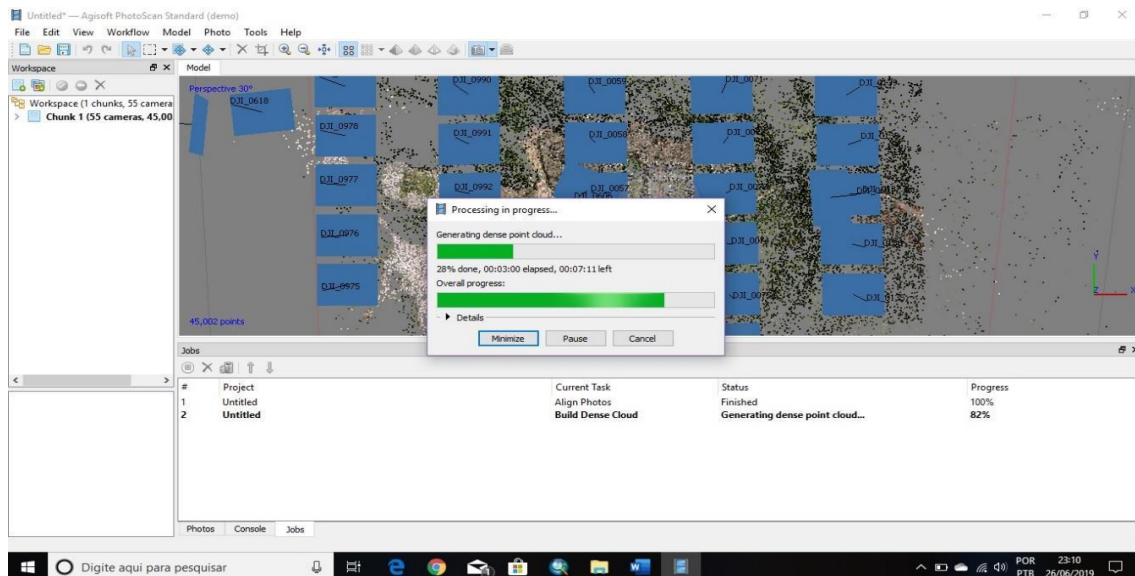 Untitled* — Agisoft PhotoScan Standard (demo)
File Edit View Workflow Model Photo Tools Help
Workspace
Model
Workspace (1 chunks, 55 camera
Chunk 1 (55 cameras, 45,00
Perspective 30°
DJI_0618
DJI_0990
DJI_0059
DJI_0071
DJI_0978
DJI_0991
DJI_0058
DJI_0977
DJI_0992
DJI_0057
DJI_0976
DJI_0975
45,002 points
Processing in progress...
Generating dense point cloud...
28% done, 00:03:00 elapsed, 00:07:11 left
Overall progress:
Details
Minimize Pause Cancel
Jobs
# Project Current Task Status Progress
1 Untitled Align Photos Finished 100%
2 Untitled Build Dense Cloud Generating dense point cloud... 82%
Photos Console Jobs
Digite aqui para pesquisar
POR 23:10
PTB 26/06/2019